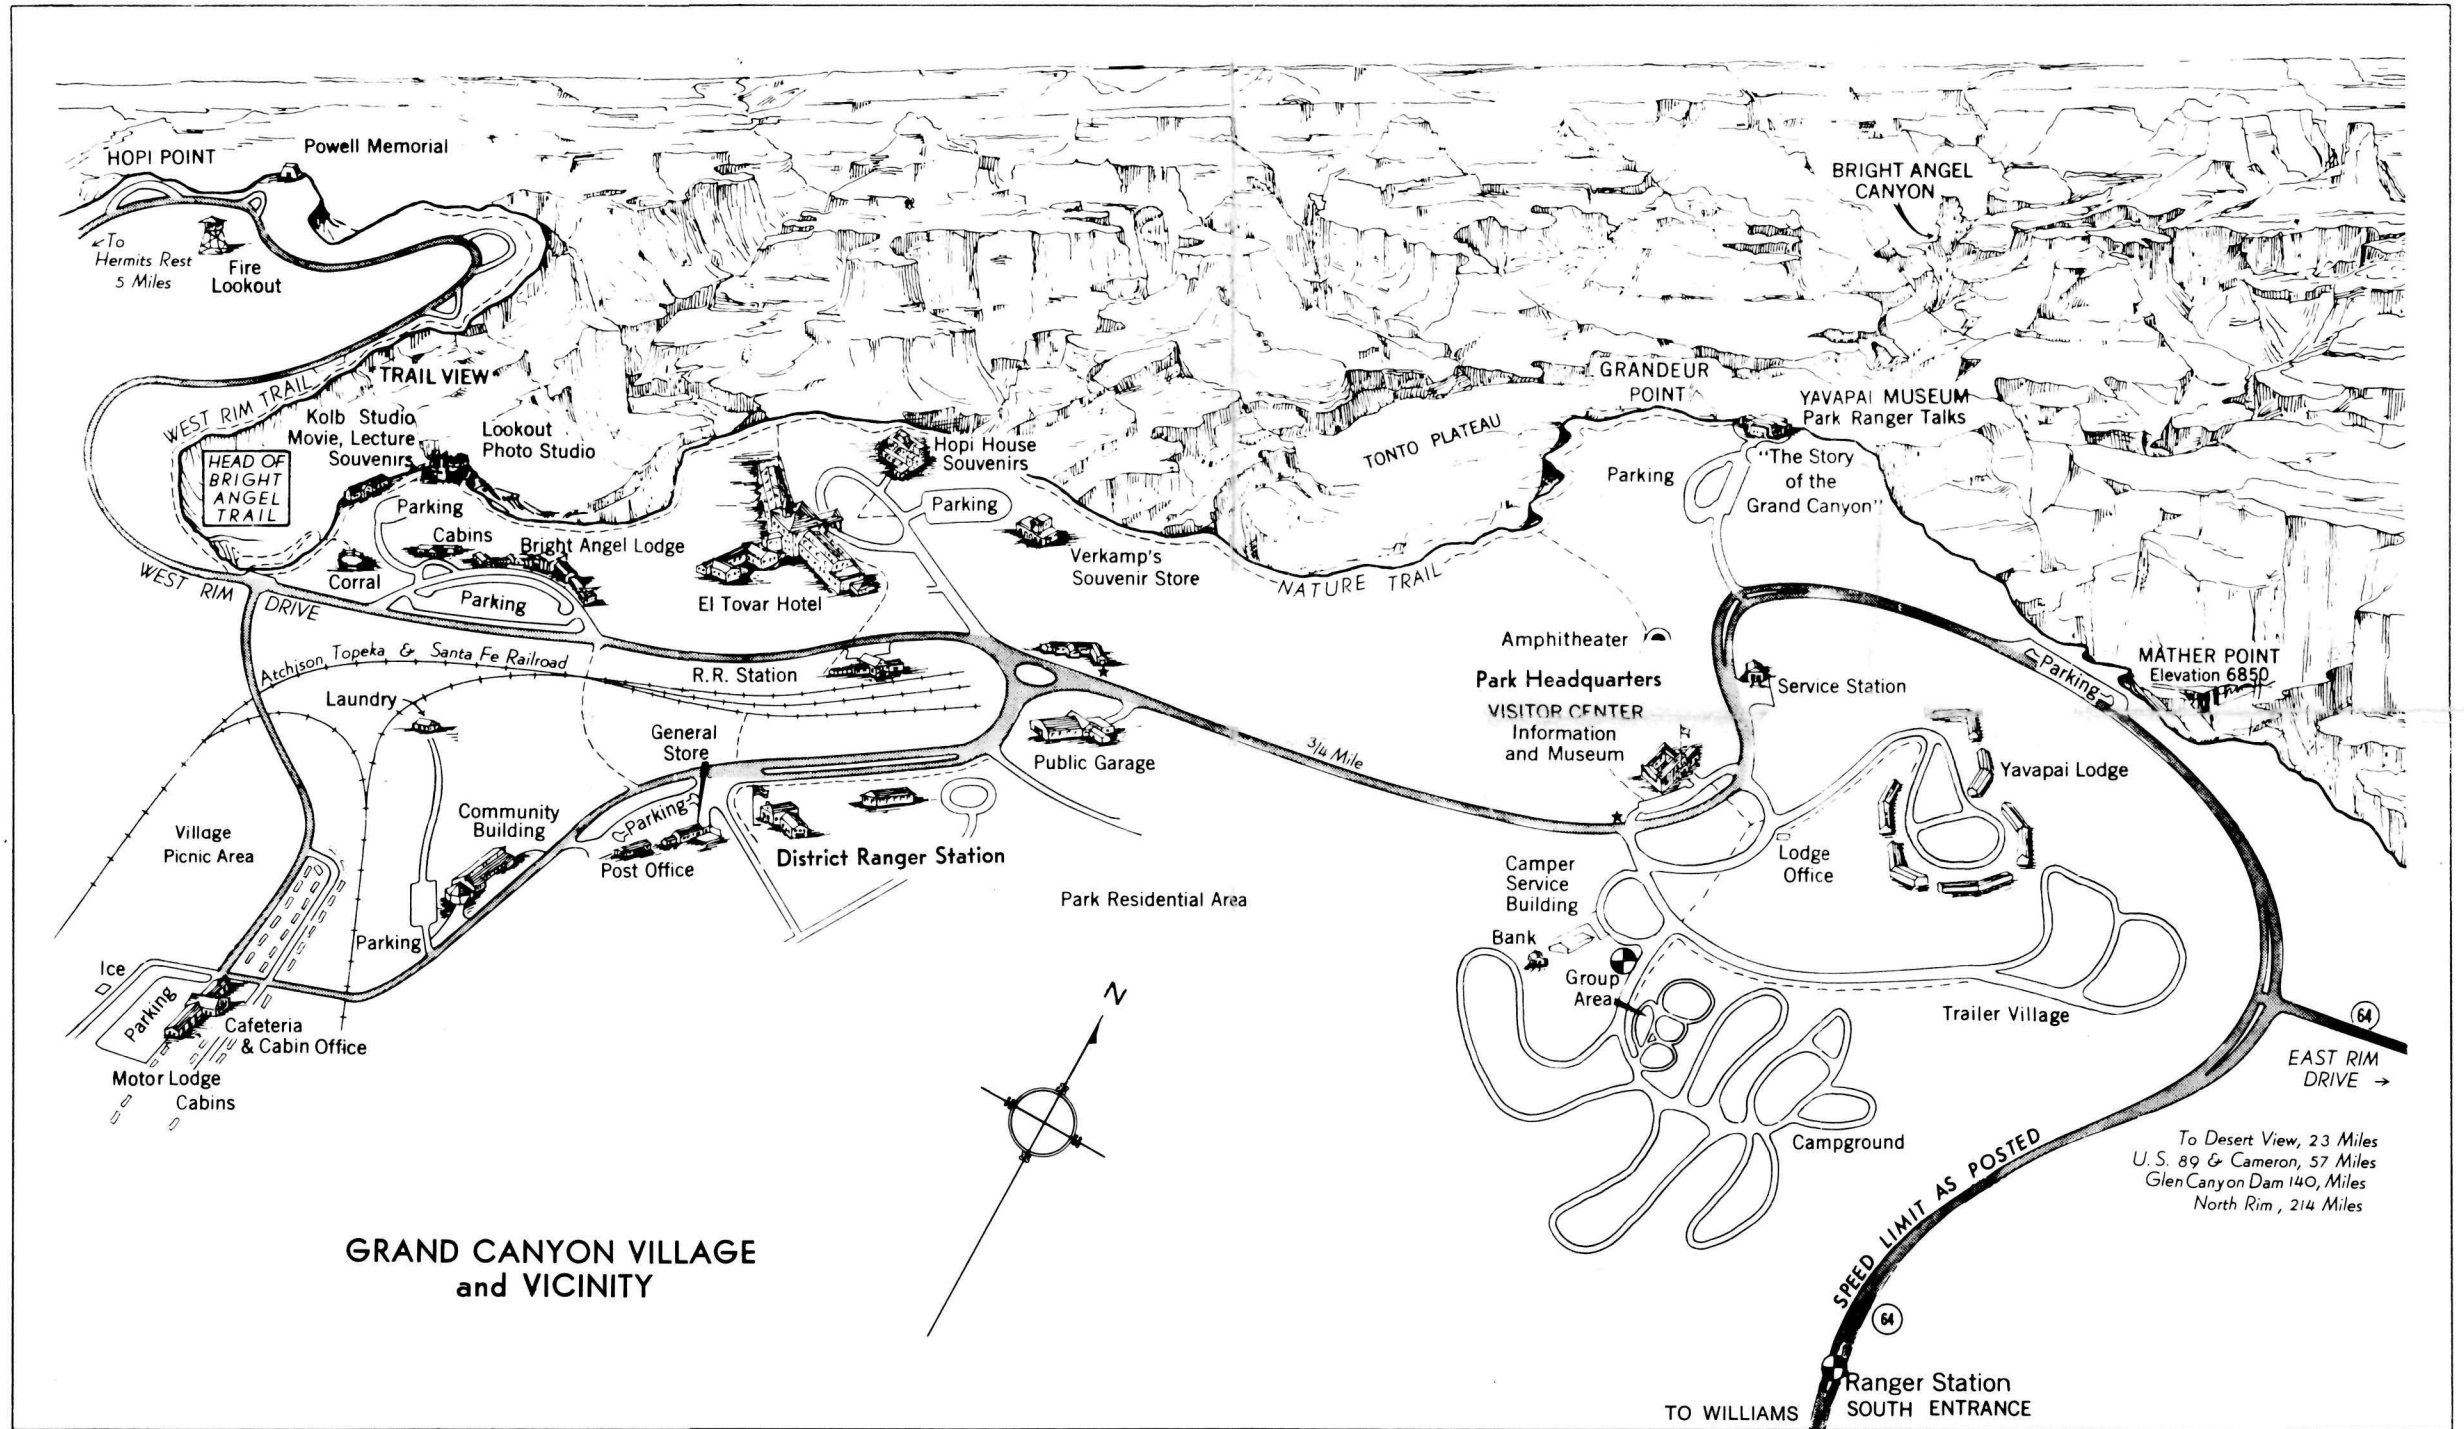 HOPI POINT
Powell Memorial
←To
Hermits Rest
5 Miles
Fire
Lookout
BRIGHT ANGEL
CANYON
WEST RIM TRAIL
TRAIL VIEW
Kolb Studio
Movie, Lecture
Souvenirs
Lookout
Photo Studio
HEAD OF
BRIGHT
ANGEL
TRAIL
Parking
Cabins
Bright Angel Lodge
Corral
Parking
WEST RIM DRIVE
Hopi House
Souvenirs
Parking
El Tovar Hotel
Verkamp's
Souvenir Store
NATURE TRAIL
TONTO PLATEAU
GRANDEUR
POINT
YAVAPAI MUSEUM
Park Ranger Talks
Parking
"The Story
of the
Grand Canyon"
Atchison, Topeka & Santa Fe Railroad
R.R. Station
Laundry
General
Store
Public Garage
3/4 Mile
Amphitheater
Park Headquarters
VISITOR CENTER
Information
and Museum
Service Station
Parking
MATHER POINT
Elevation 6850
Yavapai Lodge
Village
Picnic Area
Community
Building
Parking
Post Office
District Ranger Station
Park Residential Area
Camper
Service
Building
Lodge
Office
Bank
Group
Area
Trailer Village
Parking
Ice
Parking
Cafeteria
& Cabin Office
Motor Lodge
Cabins
N
64
EAST RIM
DRIVE →
Campground
To Desert View, 23 Miles
U.S. 89 & Cameron, 57 Miles
Glen Canyon Dam 140, Miles
North Rim, 214 Miles
SPEED LIMIT AS POSTED
GRAND CANYON VILLAGE
and VICINITY
64
Ranger Station
TO WILLIAMS
SOUTH ENTRANCE